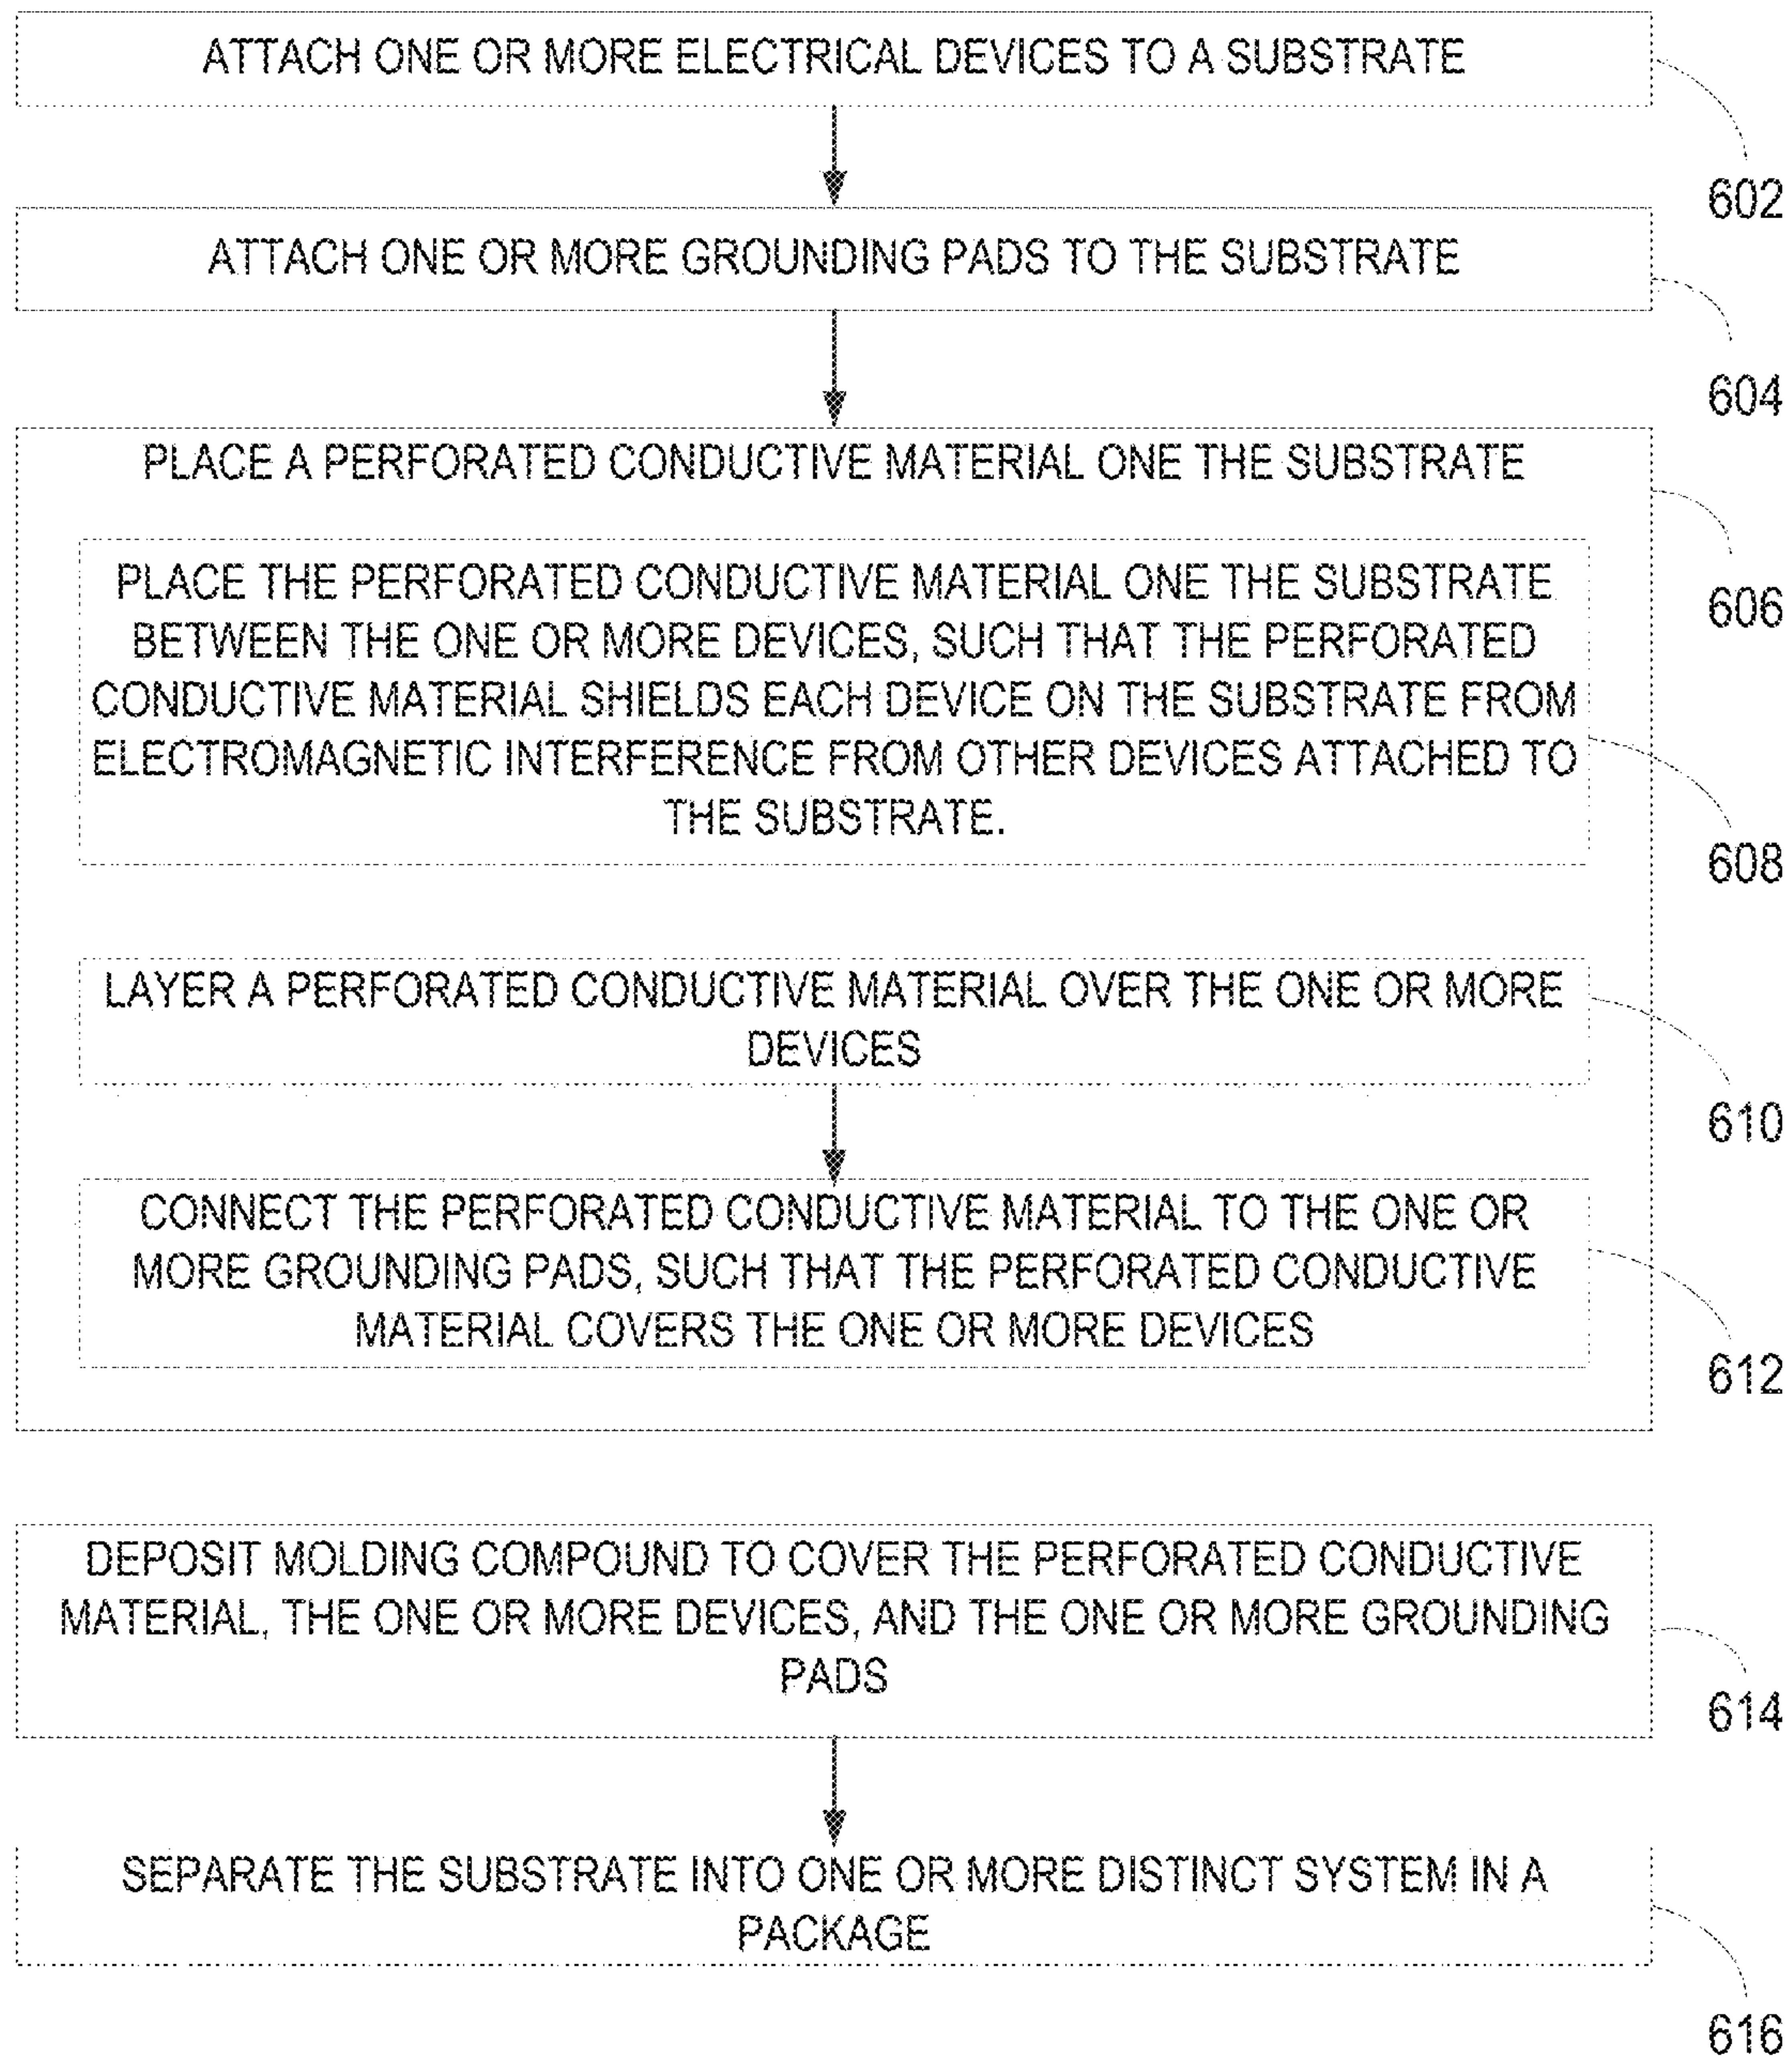 ATTACH ONE OR MORE ELECTRICAL DEVICES TO A SUBSTRATE
602
ATTACH ONE OR MORE GROUNDING PADS TO THE SUBSTRATE
604
PLACE A PERFORATED CONDUCTIVE MATERIAL ONE THE SUBSTRATE
606
PLACE THE PERFORATED CONDUCTIVE MATERIAL ONE THE SUBSTRATE
BETWEEN THE ONE OR MORE DEVICES, SUCH THAT THE PERFORATED
CONDUCTIVE MATERIAL SHIELDS EACH DEVICE ON THE SUBSTRATE FROM
ELECTROMAGNETIC INTERFERENCE FROM OTHER DEVICES ATTACHED TO
THE SUBSTRATE.
608
LAYER A PERFORATED CONDUCTIVE MATERIAL OVER THE ONE OR MORE
DEVICES
610
CONNECT THE PERFORATED CONDUCTIVE MATERIAL TO THE ONE OR
MORE GROUNDING PADS, SUCH THAT THE PERFORATED CONDUCTIVE
MATERIAL COVERS THE ONE OR MORE DEVICES
612
DEPOSIT MOLDING COMPOUND TO COVER THE PERFORATED CONDUCTIVE
MATERIAL, THE ONE OR MORE DEVICES, AND THE ONE OR MORE GROUNDING
PADS
614
SEPARATE THE SUBSTRATE INTO ONE OR MORE DISTINCT SYSTEM IN A
PACKAGE
616